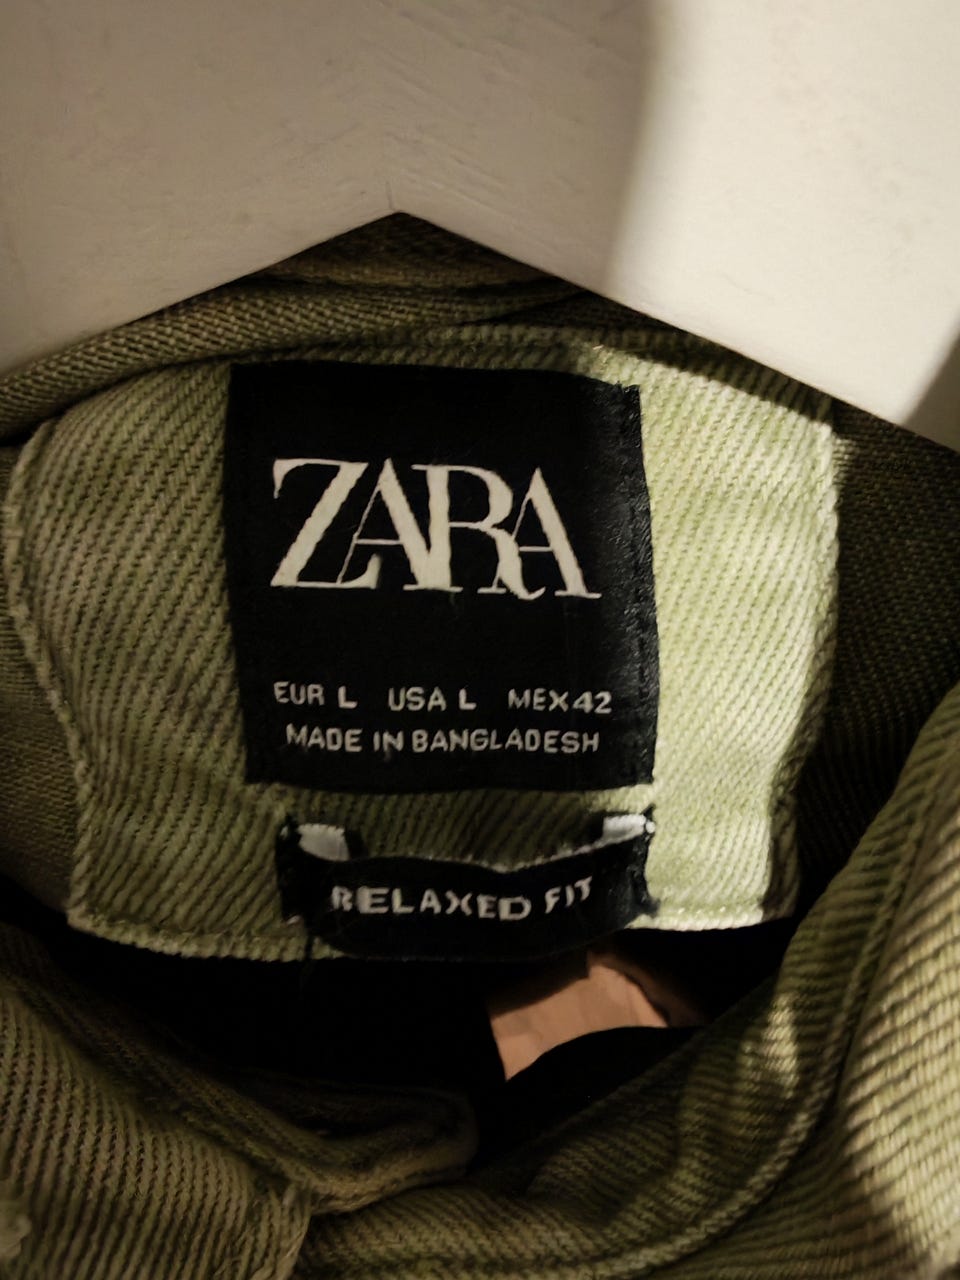 ZARA
EUR L USA L MEX 42
MADE IN BANGLADESH
RELAXED FIT